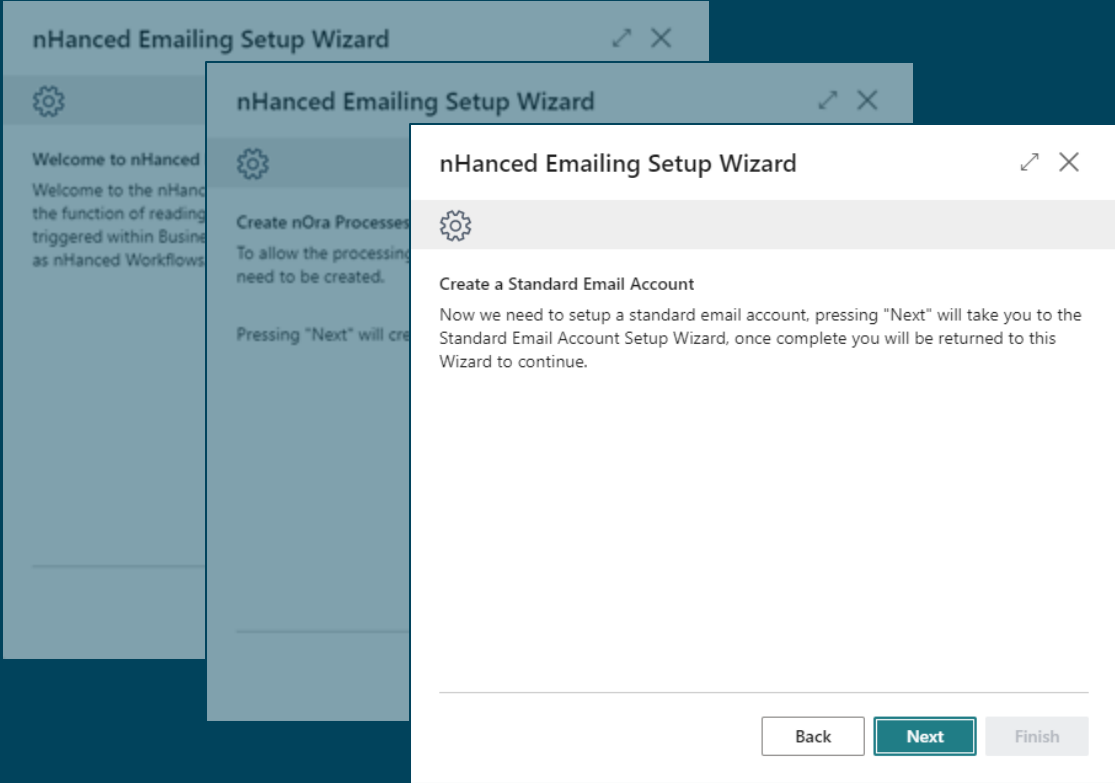 nHanced Emailing Setup Wizard
Welcome to nHanced
Welcome to the nHanc
the function of reading
triggered within Busine
as nHanced Workflows
nHanced Emailing Setup Wizard
Create nOra Processes
To allow the processing
need to be created.
Pressing "Next" will cre
nHanced Emailing Setup Wizard
Create a Standard Email Account
Now we need to setup a standard email account, pressing "Next" will take you to the
Standard Email Account Setup Wizard, once complete you will be returned to this
Wizard to continue.
Back Next Finish